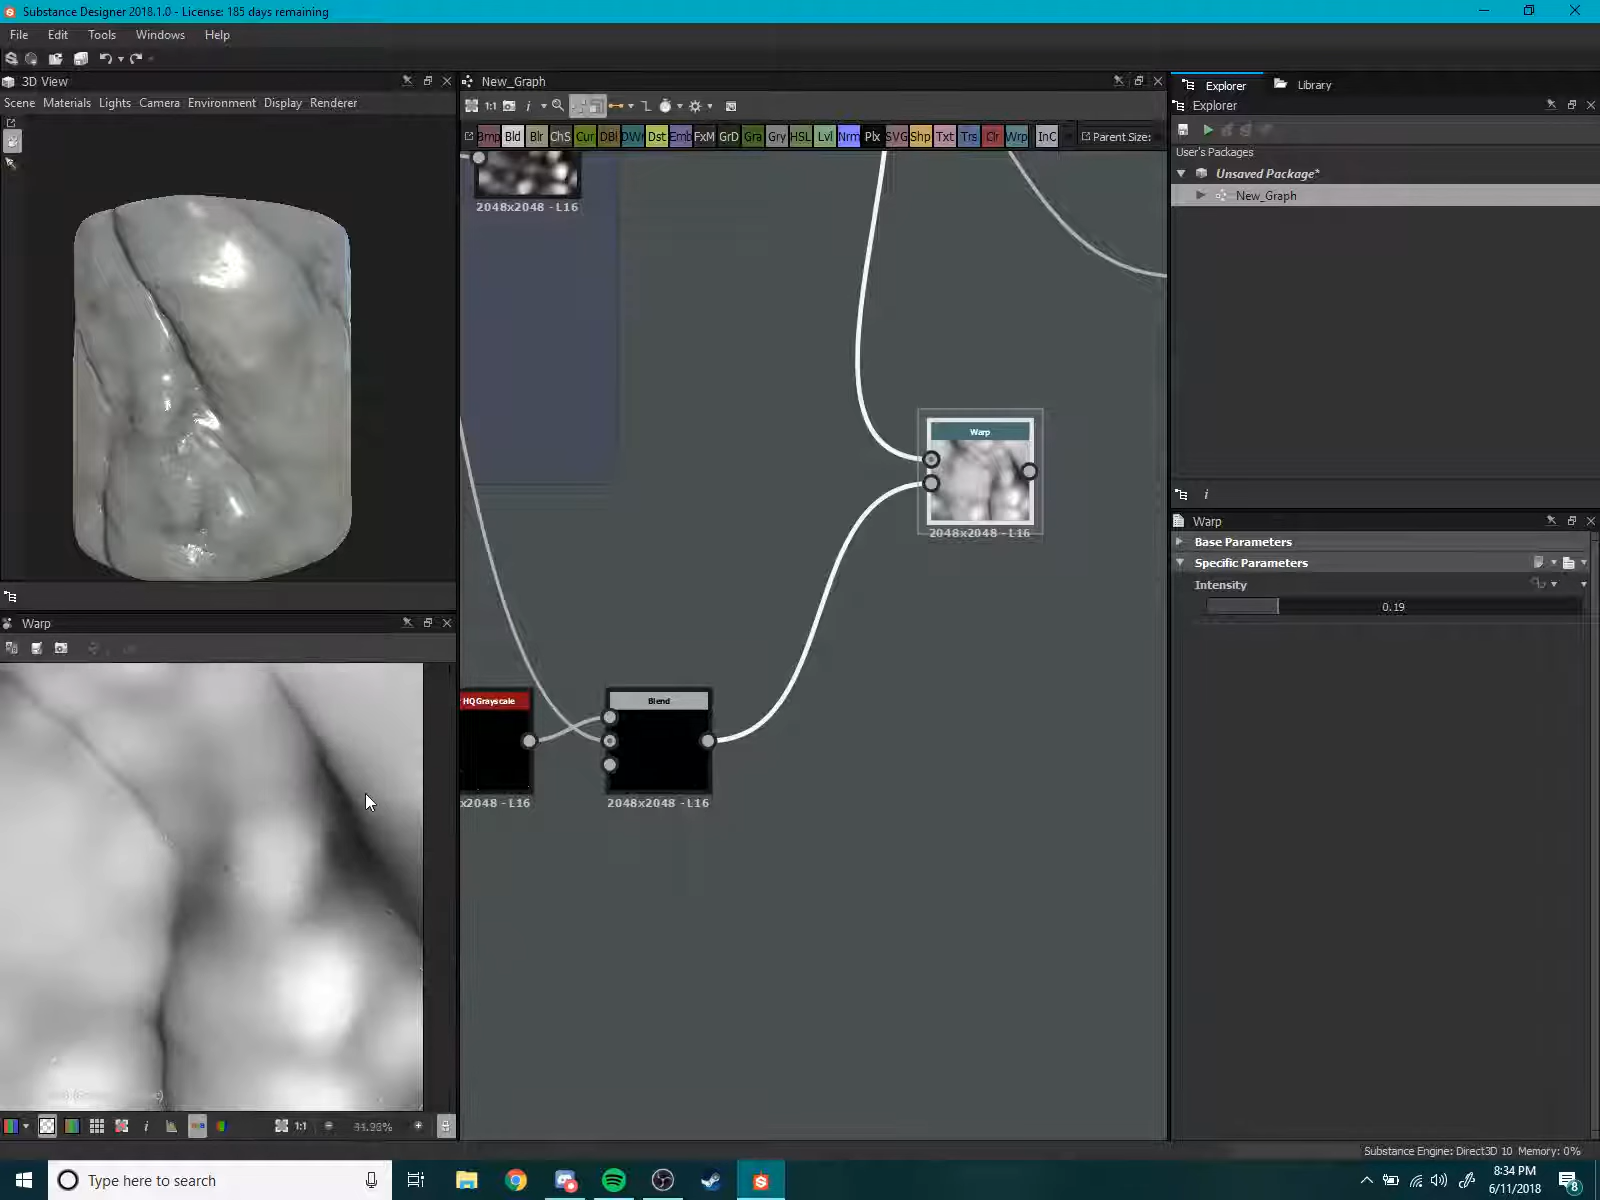 Substance Designer 2018.1.0 - License: 185 days remaining
File Edit Tools Windows Help
3D View
Scene Materials Lights Camera Environment Display Renderer
New_Graph
1:1
Bmp Bld Blr ChS Cur DBl DWr Dst Emb FxM GrD Gra Gry HSL Lvl Nrm Plx SVG Shp Txt Trs Clr Wrp InC
Parent Size:
2048x2048 - L16
Warp
2048x2048 - L16
HQ Grayscale
Blend
x2048 - L16
2048x2048 - L16
Explorer Library
Explorer
User's Packages
Unsaved Package*
New_Graph
Warp
Base Parameters
Specific Parameters
Intensity
0.19
Warp
1:1
44.98%
Substance Engine: Direct3D 10 Memory: 0%
Type here to search
8:34 PM
6/11/2018
8